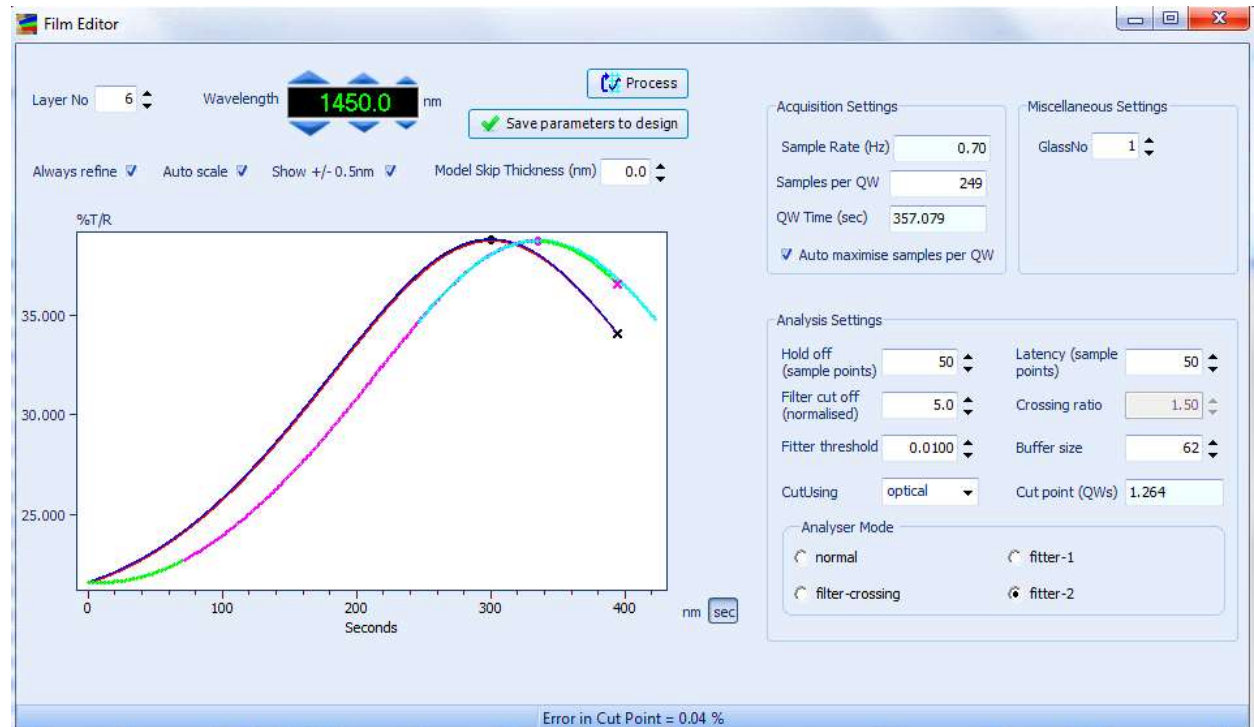 Film Editor
Layer No 6
Wavelength 1450.0 nm
Process
Save parameters to design
Always refine Auto scale Show +/- 0.5nm Model Skip Thickness (nm) 0.0
%T/R
35.000
30.000
25.000
0 100 200 300 400
Seconds
nm sec
Acquisition Settings
Sample Rate (Hz) 0.70
Samples per QW 249
QW Time (sec) 357.079
Auto maximise samples per QW
Miscellaneous Settings
GlassNo 1
Analysis Settings
Hold off
(sample points) 50
Latency (sample
points) 50
Filter cut off
(normalised) 5.0
Crossing ratio 1.50
Fitter threshold 0.0100
Buffer size 62
CutUsing optical
Cut point (QWs) 1.264
Analyser Mode
normal fitter-1
filter-crossing fitter-2
Error in Cut Point = 0.04 %